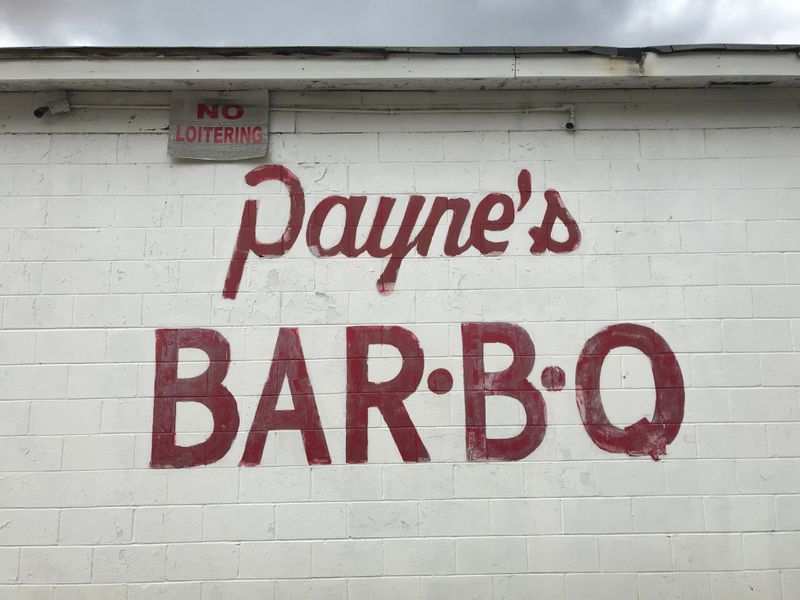 NO
LOITERING
Payne's
BAR·B·Q